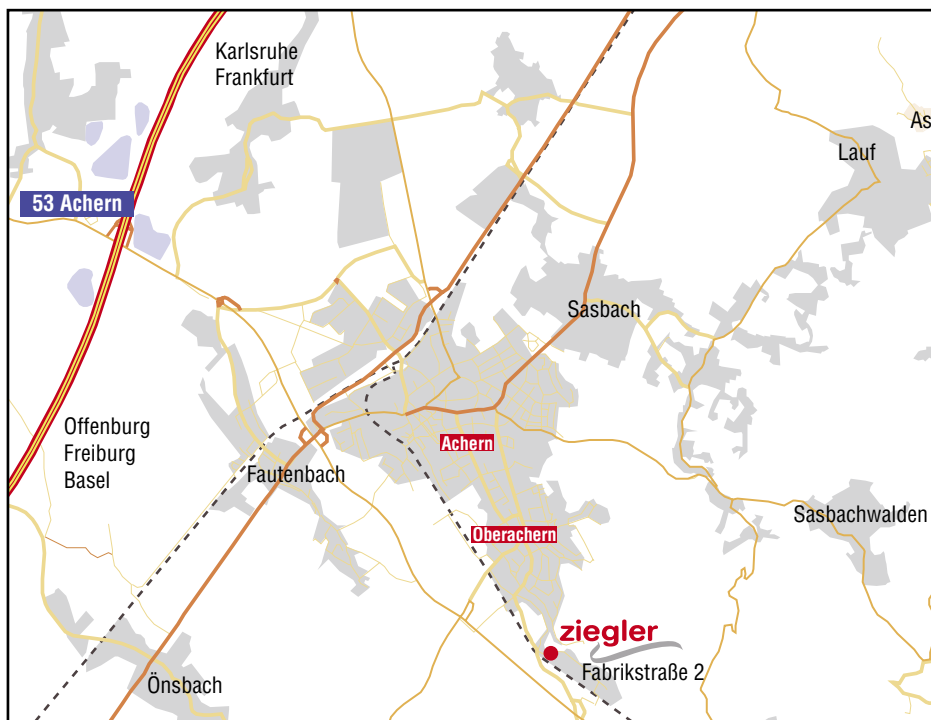 Karlsruhe
Frankfurt
As
Lauf
53 Achern
Sasbach
Offenburg
Freiburg
Basel
Achern
Fautenbach
Sasbachwalden
Oberachern
ziegler
Fabrikstraße 2
Önsbach